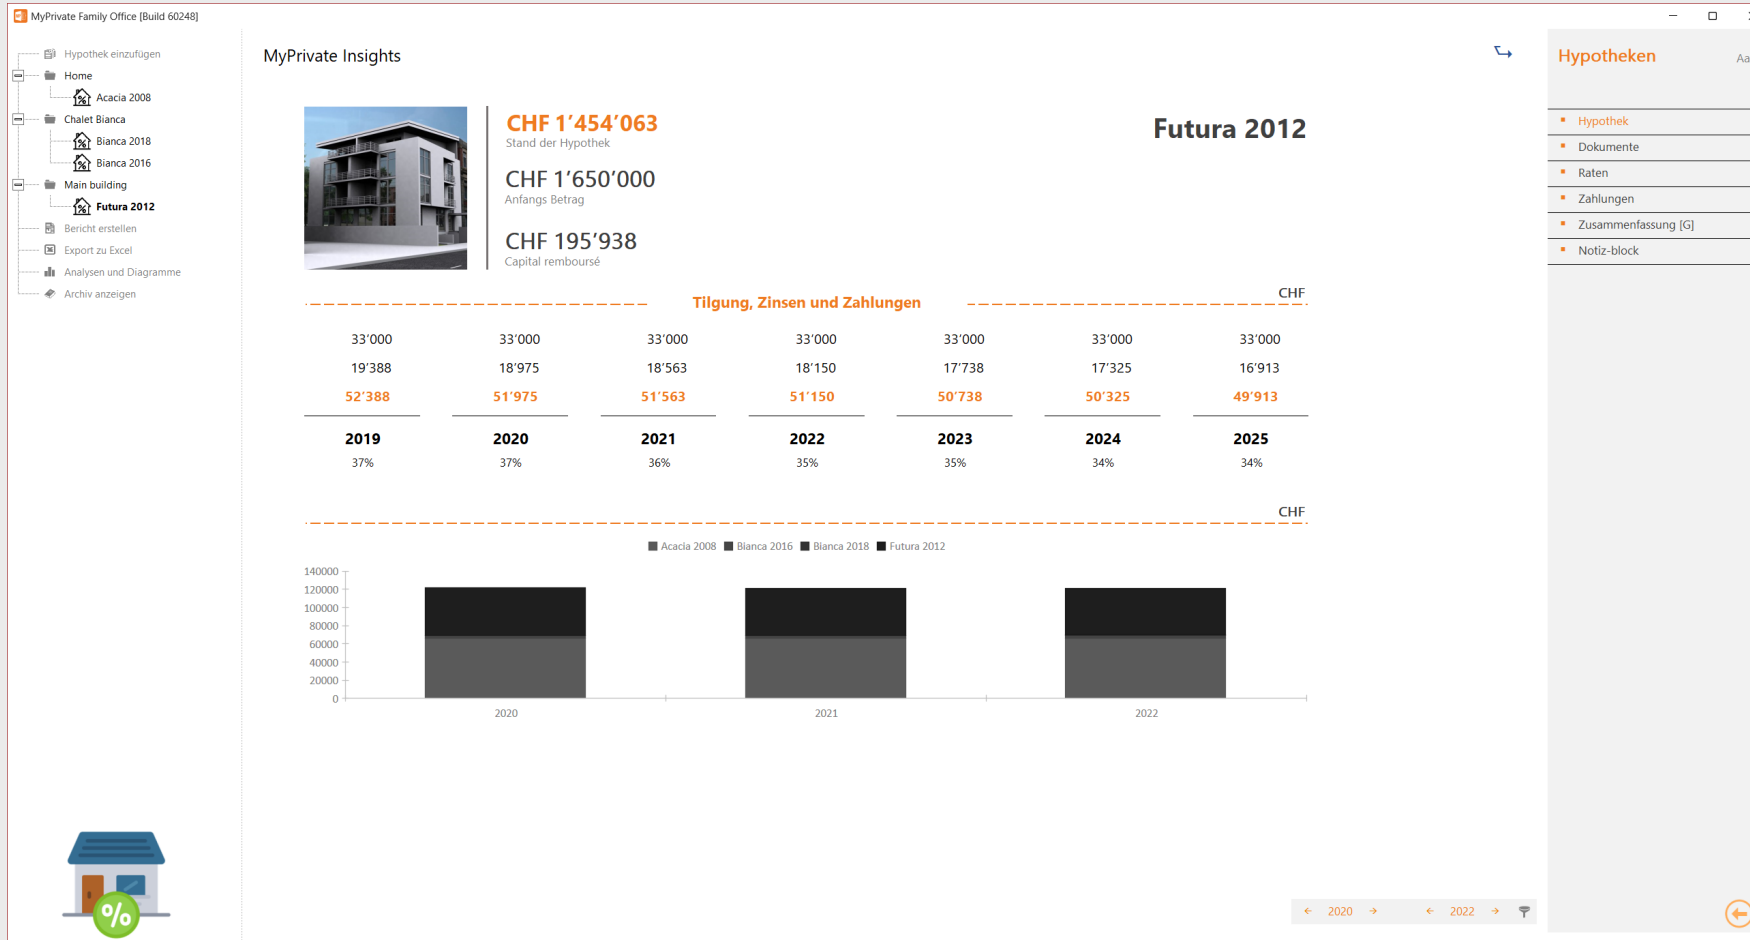 MyPrivate Family Office [Build 60248]
Hypothek einzufügen
Home
Acacia 2008
Chalet Bianca
Bianca 2018
Bianca 2016
Main building
Futura 2012
Bericht erstellen
Export zu Excel
Analysen und Diagramme
Archiv anzeigen
%
MyPrivate Insights
CHF 1’454’063
Stand der Hypothek
CHF 1’650’000
Anfangs Betrag
CHF 195’938
Capital remboursé
Futura 2012
CHF
Tilgung, Zinsen und Zahlungen
33’000 33’000 33’000 33’000 33’000 33’000 33’000
19’388 18’975 18’563 18’150 17’738 17’325 16’913
52’388 51’975 51’563 51’150 50’738 50’325 49’913
2019 2020 2021 2022 2023 2024 2025
37% 37% 36% 35% 35% 34% 34%
CHF
Acacia 2008 Bianca 2016 Bianca 2018 Futura 2012
140000
120000
100000
80000
60000
40000
20000
0
2020 2021 2022
← 2020 → ← 2022 →
Hypotheken
Aa
Hypothek
Dokumente
Raten
Zahlungen
Zusammenfassung [G]
Notiz-block